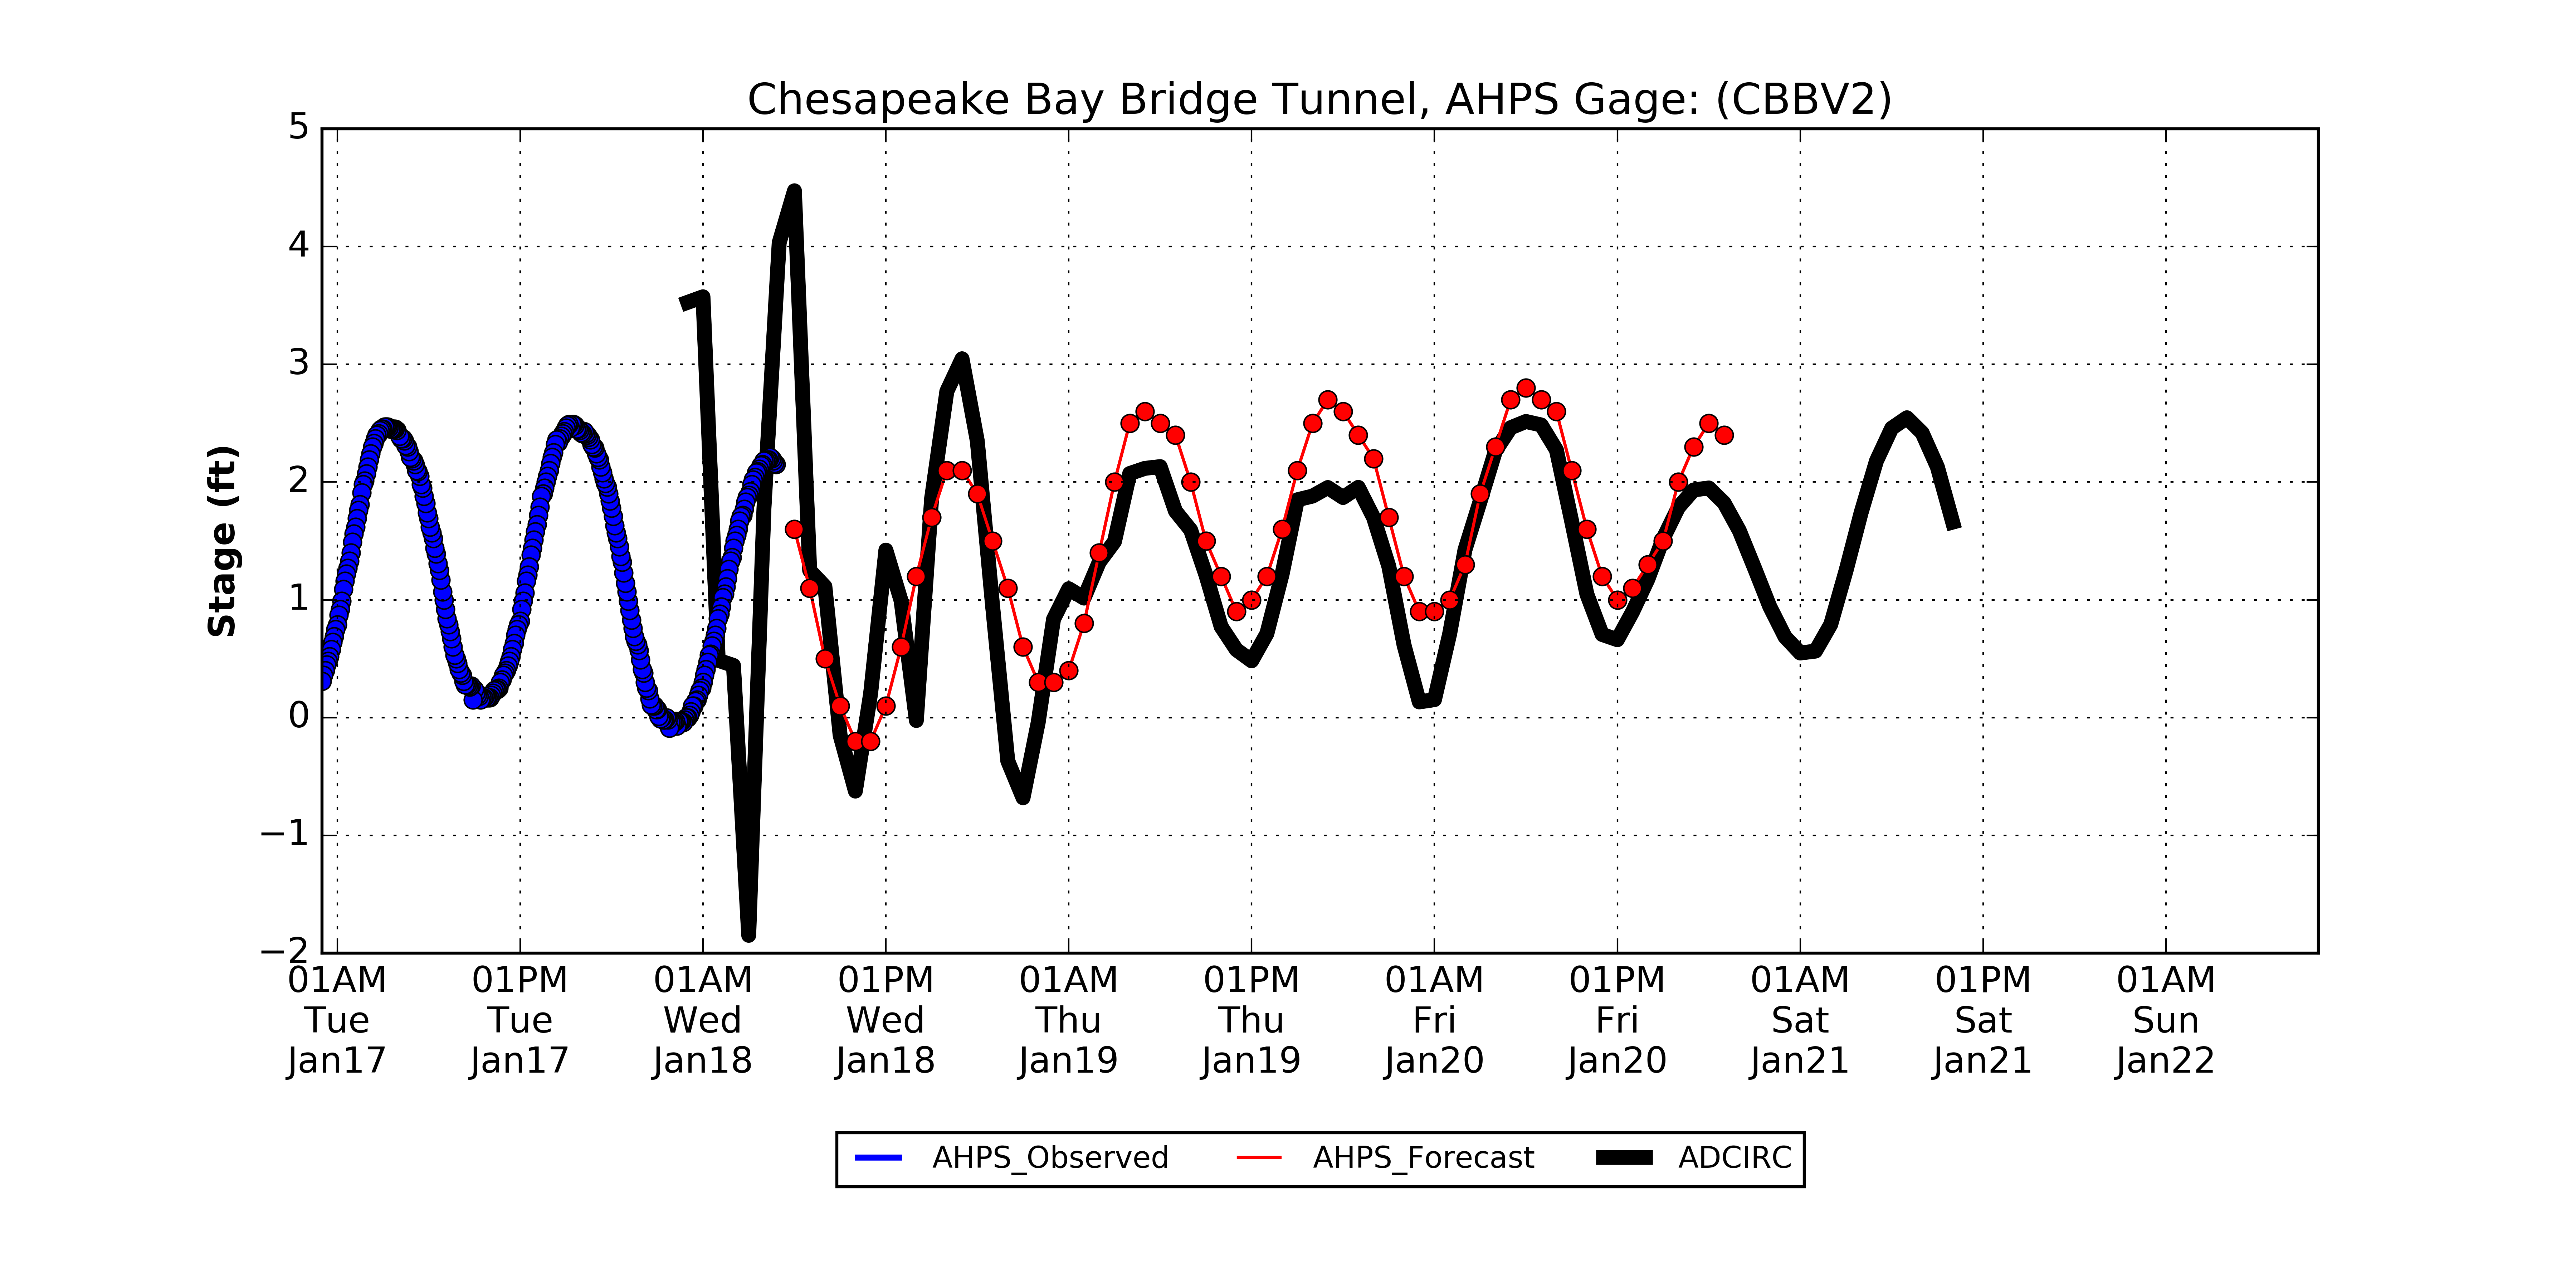 Chesapeake Bay Bridge Tunnel, AHPS Gage: (CBBV2)
Stage (ft)
5
4
3
2
1
0
−1
−2
01AM 01PM 01AM 01PM 01AM 01PM 01AM 01PM 01AM 01PM 01AM
Tue Tue Wed Wed Thu Thu Fri Fri Sat Sat Sun
Jan17 Jan17 Jan18 Jan18 Jan19 Jan19 Jan20 Jan20 Jan21 Jan21 Jan22
AHPS_Observed AHPS_Forecast ADCIRC